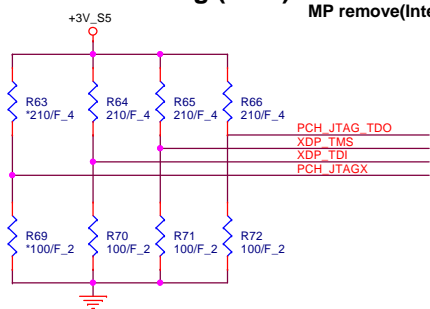 MP remove(Inte
+3V_S5
R63
*210/F_4
R64
210/F_4
R65
210/F_4
R66
210/F_4
PCH_JTAG_TDO
XDP_TMS
XDP_TDI
PCH_JTAGX
R69
*100/F_2
R70
100/F_2
R71
100/F_2
R72
100/F_2